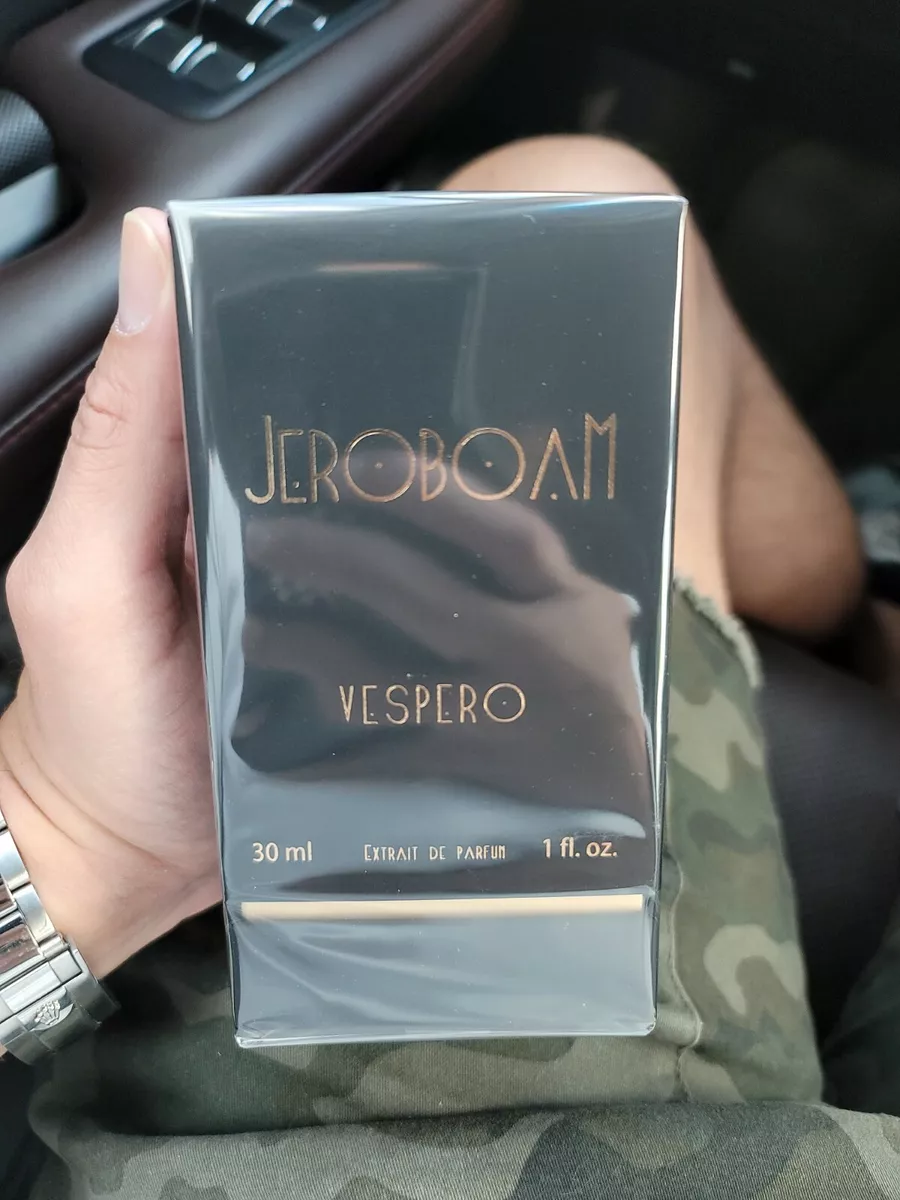 JEROBOAM
VESPERO
30 ml EXTRAIT DE PARFUM 1 fl. oz.